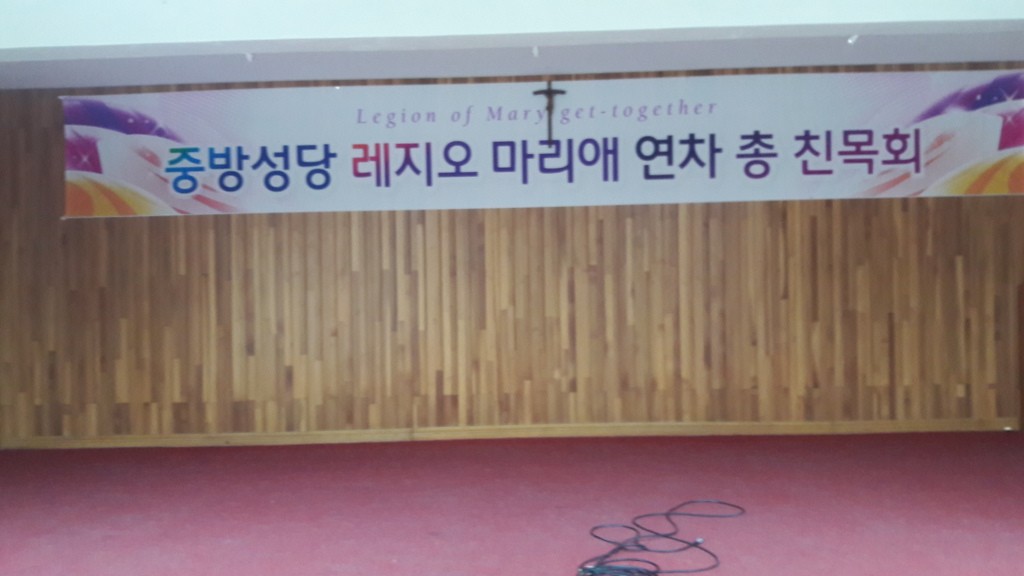 Legion of Mary get-together
중방성당 레지오 마리애 연차 총 친목회